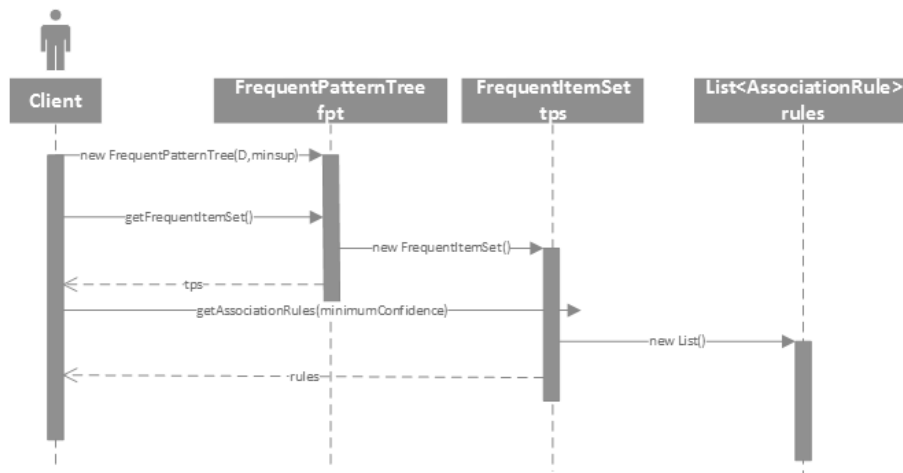 Client
FrequentPatternTree
fpt
FrequentItemSet
tps
List<AssociationRule>
rules
new FrequentPatternTree(D,minsup)
getFrequentItemSet()
new FrequentItemSet()
tps
getAssociationRules(minimumConfidence)
new List()
rules